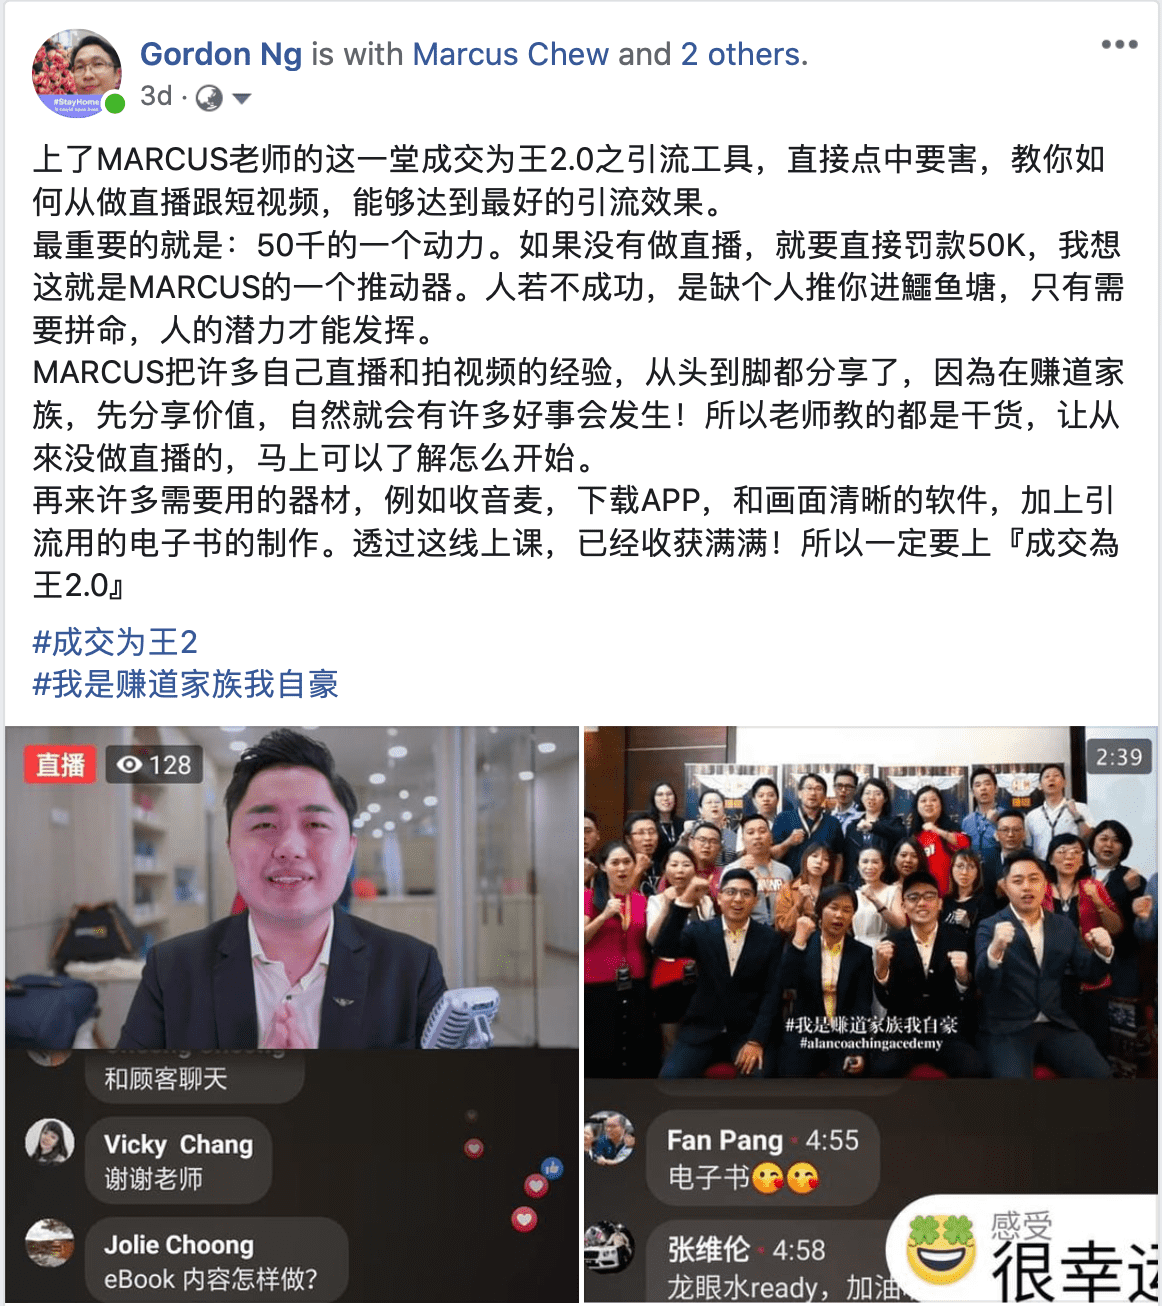 Gordon Ng is with Marcus Chew and 2 others.
3d
#StayHome
上了MARCUS老师的这一堂成交为王2.0之引流工具，直接点中要害，教你如
何从做直播跟短视频，能够达到最好的引流效果。
最重要的就是：50千的一个动力。如果没有做直播，就要直接罚款50K，我想
这就是MARCUS的一个推动器。人若不成功，是缺个人推你进鱷鱼塘，只有需
要拼命，人的潜力才能发挥。
MARCUS把许多自己直播和拍视频的经验，从头到脚都分享了，因為在赚道家
族，先分享价值，自然就会有许多好事会发生！所以老师教的都是干货，让从
來没做直播的，马上可以了解怎么开始。
再来许多需要用的器材，例如收音麦，下载APP，和画面清晰的软件，加上引
流用的电子书的制作。透过这线上课，已经收获满满！所以一定要上『成交為
王2.0』
#成交为王2
#我是赚道家族我自豪
直播 128
和顾客聊天
Vicky Chang
谢谢老师
Jolie Choong
eBook 内容怎样做?
2:39
#我是赚道家族我自豪
#alancoachingacedemy
Fan Pang 4:55
电子书😘😘
张维伦 4:58
龙眼水ready，加油
感受
很幸运